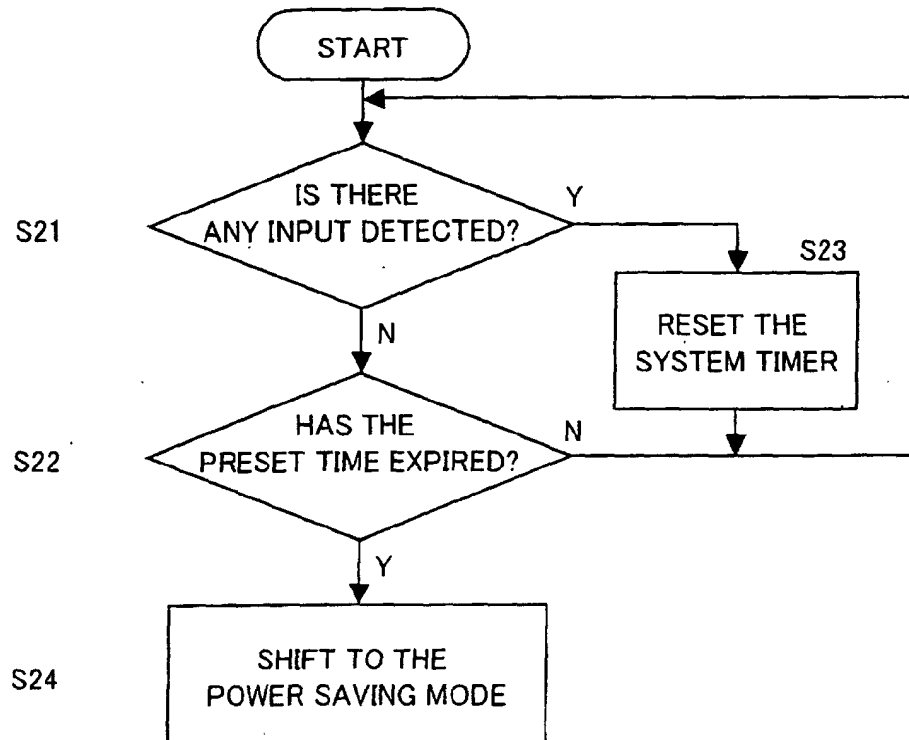 START
IS THERE
ANY INPUT DETECTED?
Y
S21
S23
RESET THE
SYSTEM TIMER
N
HAS THE
PRESET TIME EXPIRED?
N
S22
Y
SHIFT TO THE
POWER SAVING MODE
S24